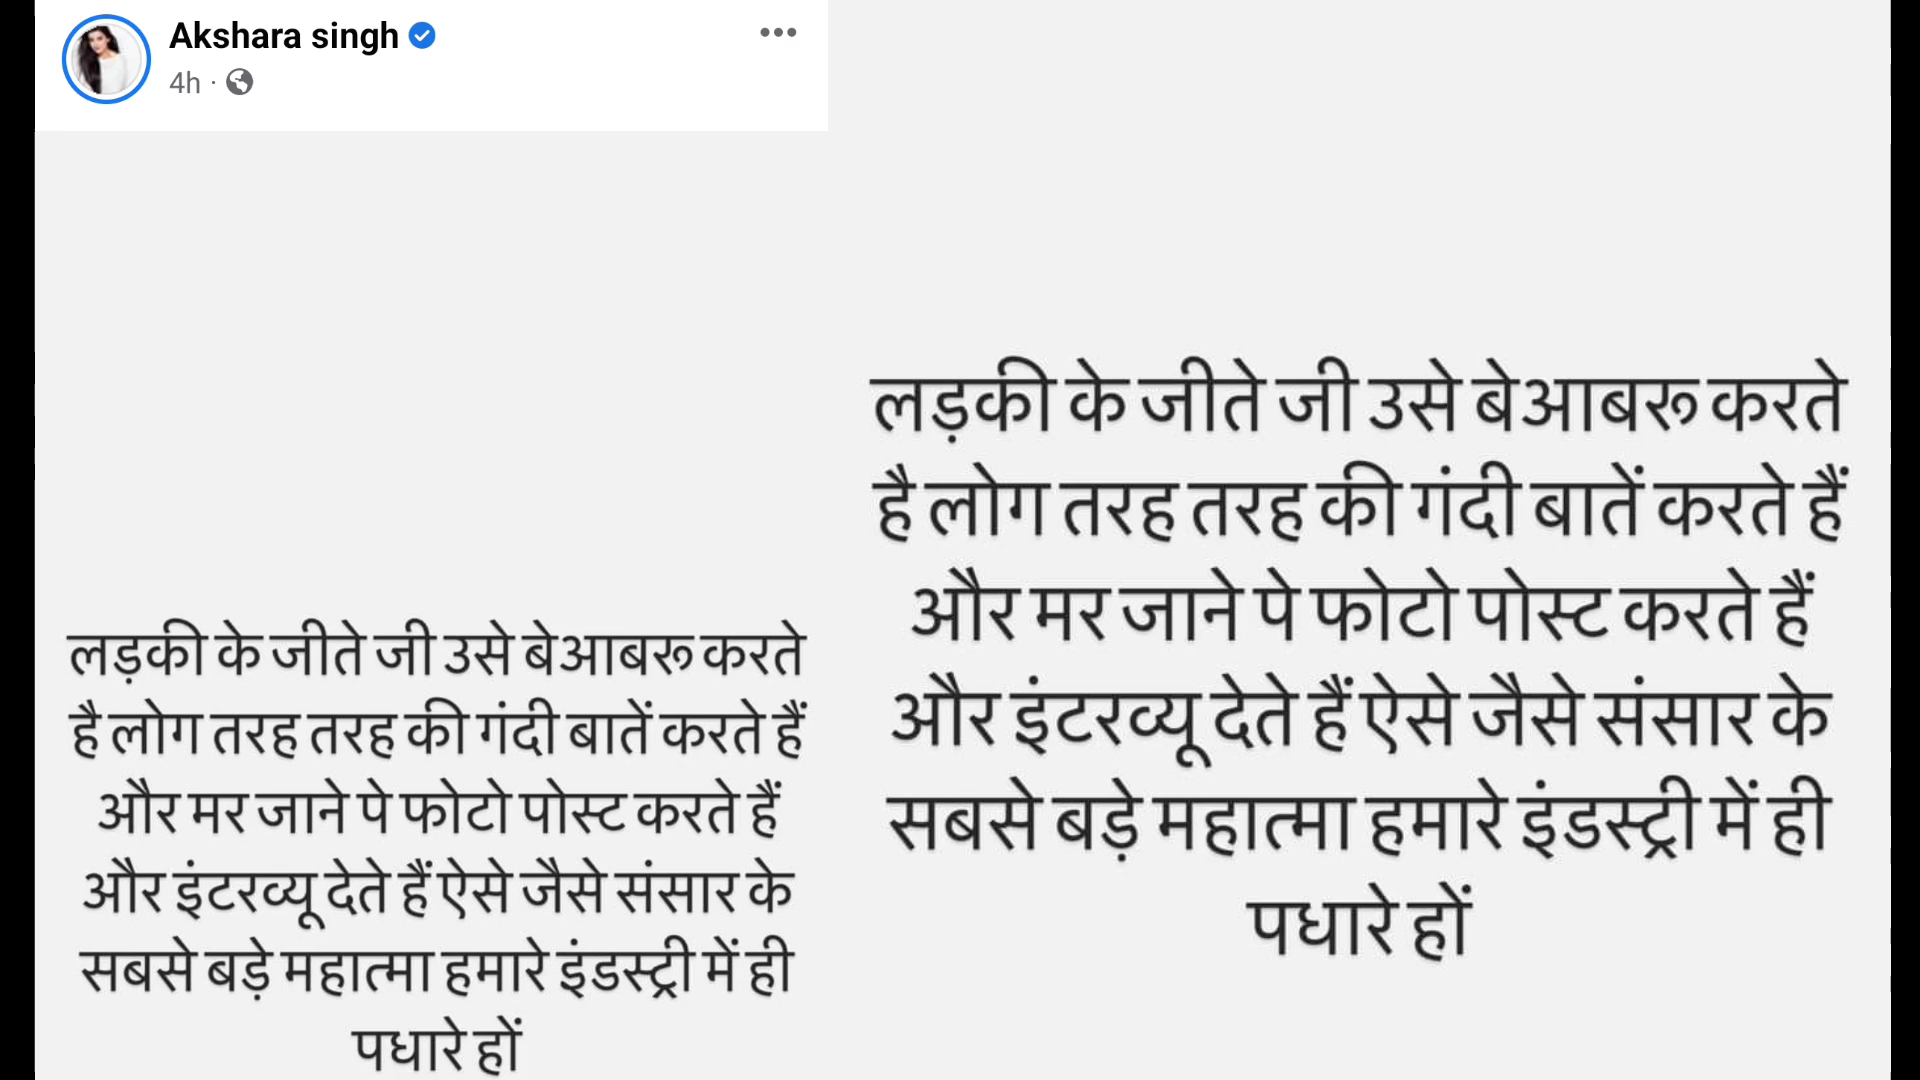 Akshara singh
4h ·
लड़की के जीते जी उसे बेआबरू करते
है लोग तरह तरह की गंदी बातें करते हैं
और मर जाने पे फोटो पोस्ट करते हैं
और इंटरव्यू देते हैं ऐसे जैसे संसार के
सबसे बड़े महात्मा हमारे इंडस्ट्री में ही
पधारे हों
लड़की के जीते जी उसे बेआबरू करते
है लोग तरह तरह की गंदी बातें करते हैं
और मर जाने पे फोटो पोस्ट करते हैं
और इंटरव्यू देते हैं ऐसे जैसे संसार के
सबसे बड़े महात्मा हमारे इंडस्ट्री में ही
पधारे हों